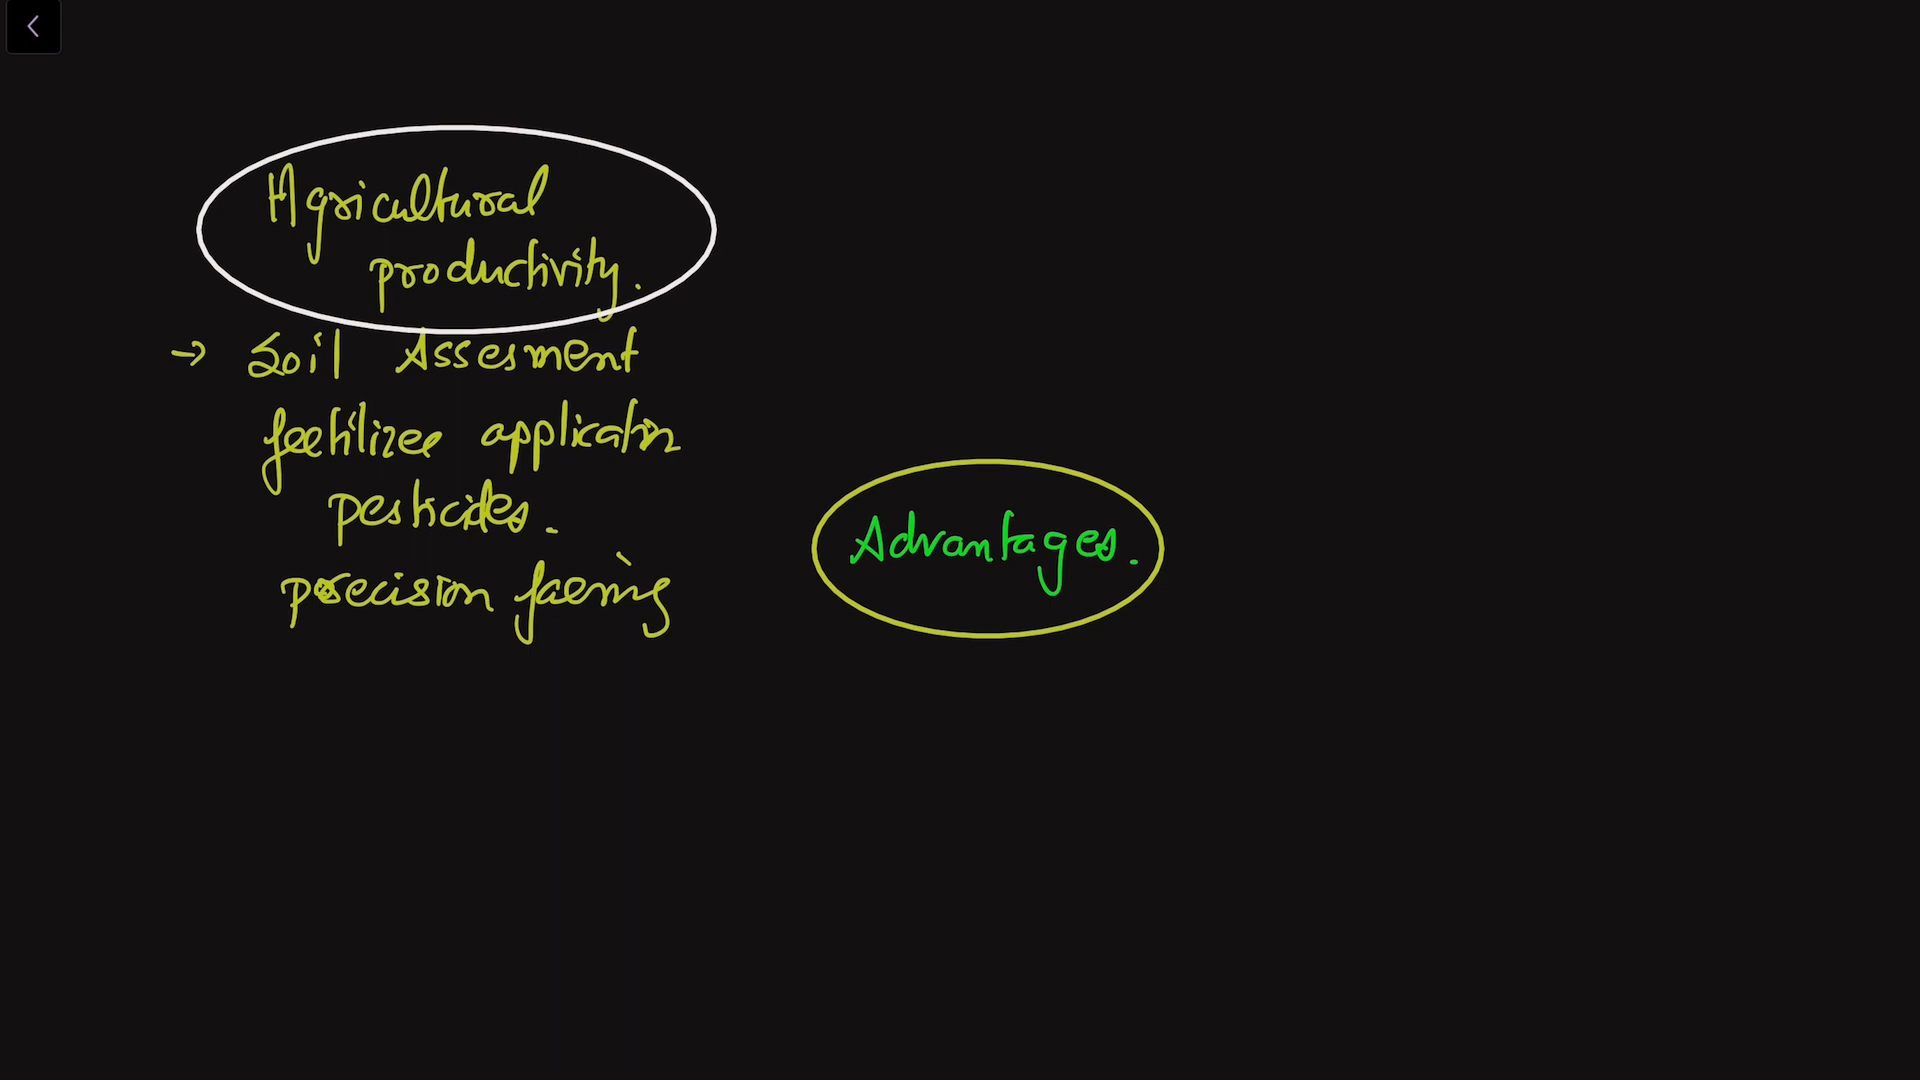 Agricultural
productivity.
→ Soil Assesment
fertilizer application
pesticides.
precision farming
Advantages.